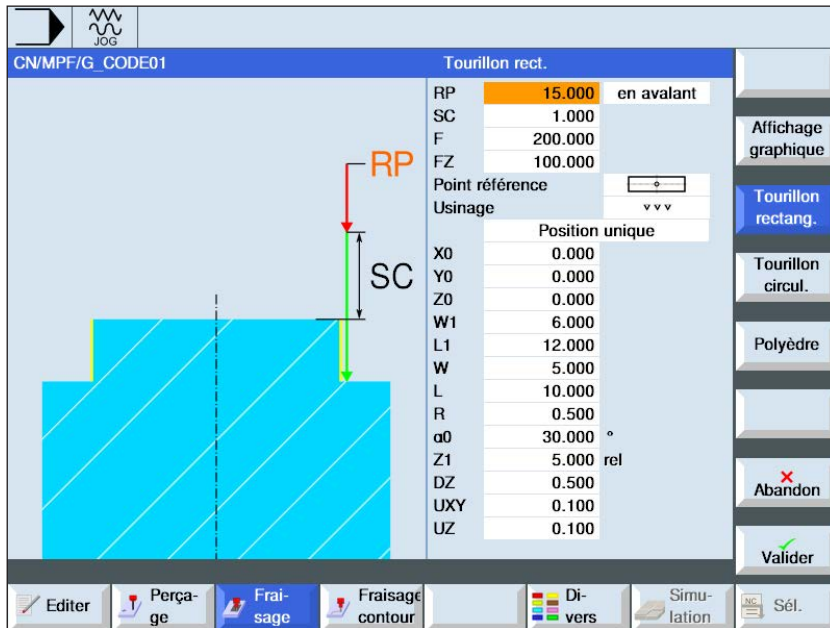 JOG
CN/MPF/G_CODE01
Tourillon rect.
RP 15.000 en avalant
SC 1.000
F 200.000
FZ 100.000
Point référence
Usinage ▿▿▿
Position unique
X0 0.000
Y0 0.000
Z0 0.000
W1 6.000
L1 12.000
W 5.000
L 10.000
R 0.500
α0 30.000 °
Z1 5.000 rel
DZ 0.500
UXY 0.100
UZ 0.100
RP
SC
Affichage
graphique
Tourillon
rectang.
Tourillon
circul.
Polyèdre
Abandon
Valider
Editer
Perça-
ge
Frai-
sage
Fraisage
contour
Di-
vers
Simu-
lation
NC
Sél.